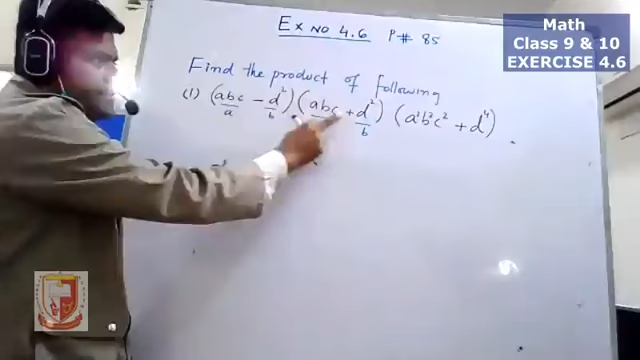 Math
Class 9 & 10
EXERCISE 4.6
Ex NO 4.6 P# 85
Find the product of Following
(1) (abc - d²)(abc + d²) (a²b²c² + d⁴).
a b b